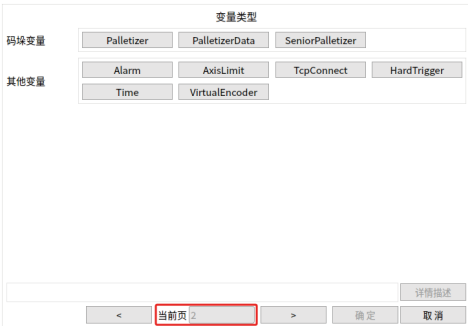 变量类型
码垛变量 Palletizer PalletizerData SeniorPalletizer
其他变量 Alarm AxisLimit TcpConnect HardTrigger
Time VirtualEncoder
详情描述
< 当前页 2 > 确定 取消